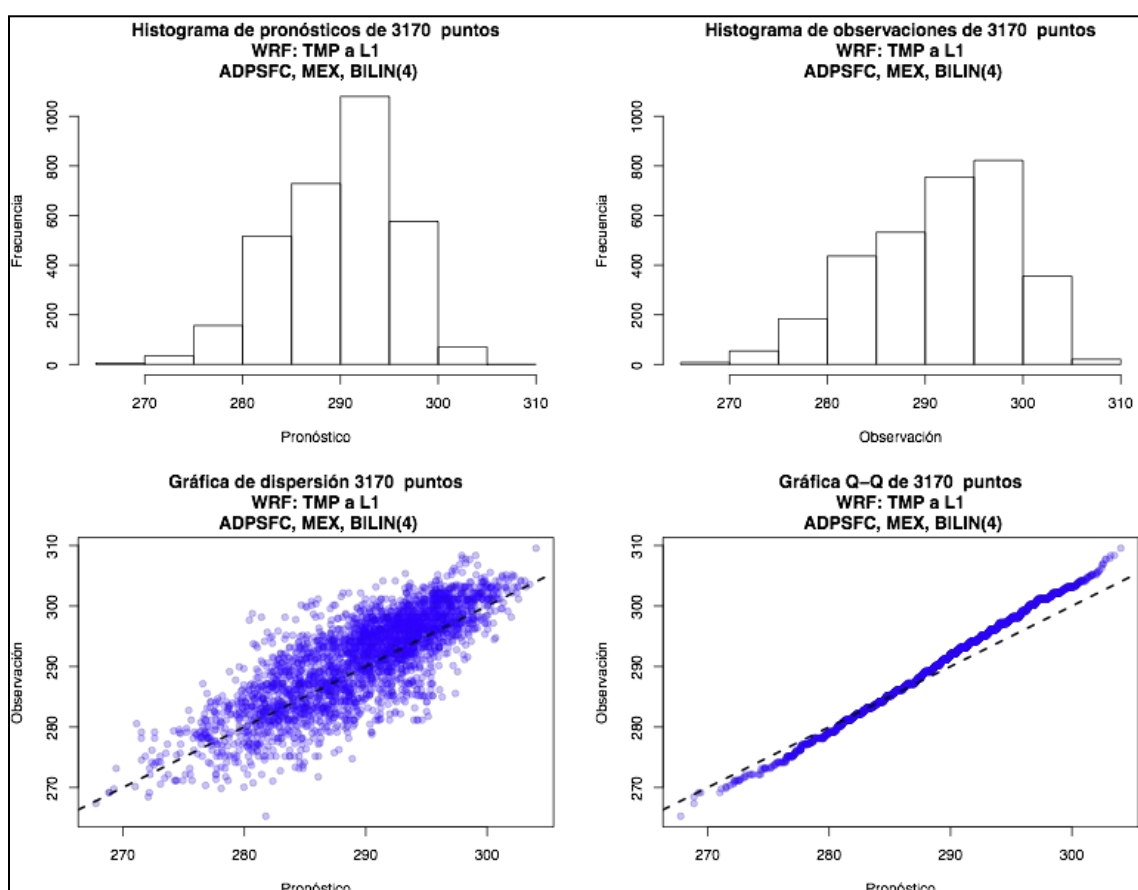 Histograma de pronósticos de 3170 puntos
WRF: TMP a L1
ADPSFC, MEX, BILIN(4)
Frecuencia
1000
800
600
400
200
0
270 280 290 300 310
Pronóstico
Histograma de observaciones de 3170 puntos
WRF: TMP a L1
ADPSFC, MEX, BILIN(4)
Frecuencia
1000
800
600
400
200
0
270 280 290 300 310
Observación
Gráfica de dispersión 3170 puntos
WRF: TMP a L1
ADPSFC, MEX, BILIN(4)
Observación
310
300
290
280
270
270 280 290 300
Pronóstico
Gráfica Q-Q de 3170 puntos
WRF: TMP a L1
ADPSFC, MEX, BILIN(4)
Observación
310
300
290
280
270
270 280 290 300
Pronóstico